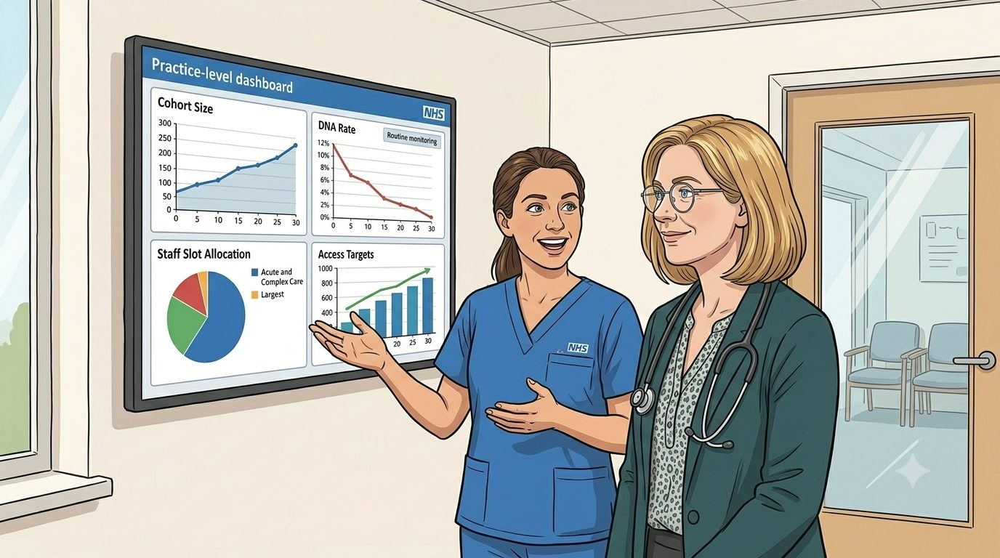 Practice-level dashboard
NHS
Cohort Size
300
250
200
150
100
50
0
0 5 10 15 20 25 30
DNA Rate
Routine monitoring
12%
10%
8%
6%
4%
2%
0%
0 5 10 15 20 25 30
Staff Slot Allocation
Acute and
Complex Care
Largest
Access Targets
1000
800
600
400
20 25 30
NHS